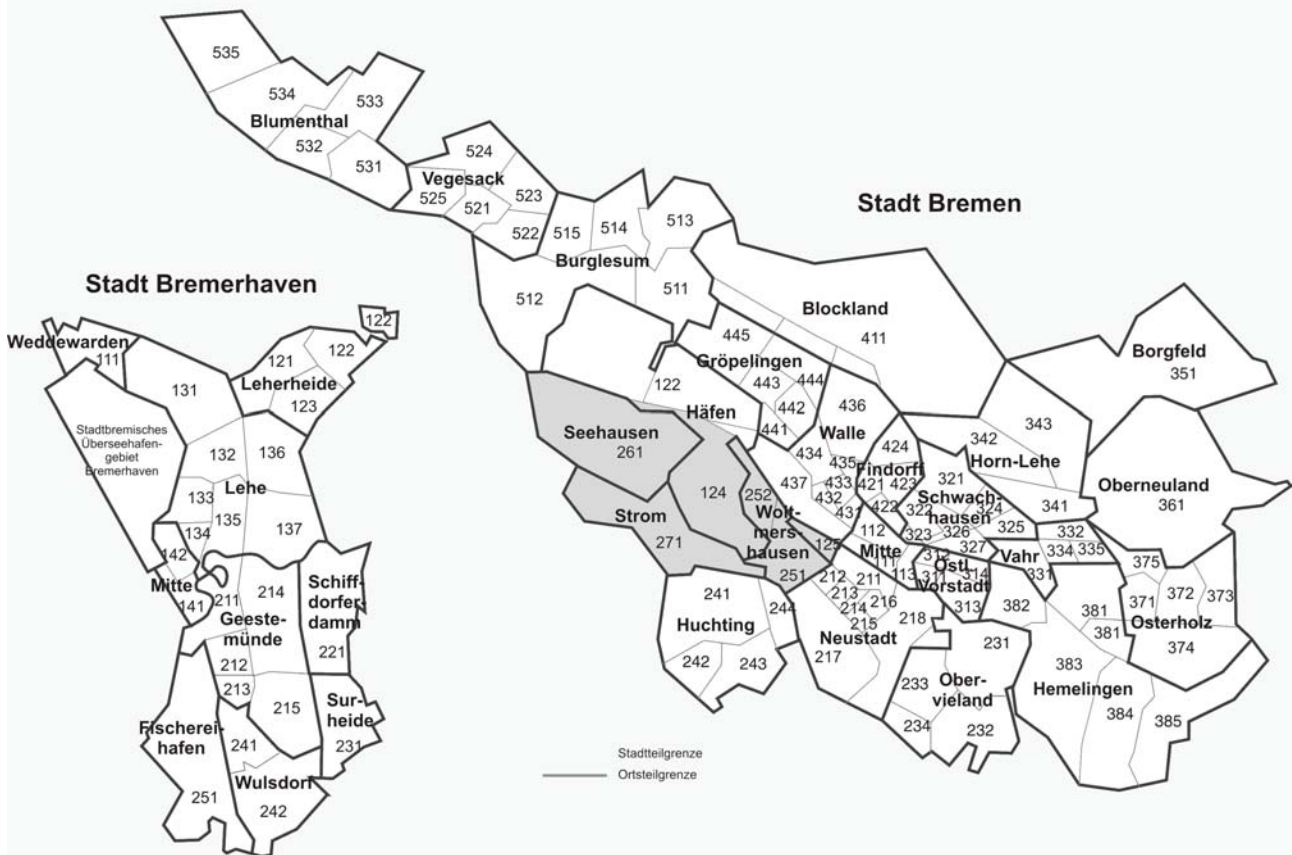 535
534
533
Blumenthal
532
531
524
Vegesack
525
521
523
522
515
514
513
Burglesum
512
511
Stadt Bremen
Blockland
411
Borgfeld
351
445
Gröpelingen
443
444
442
441
122
Häfen
436
Walle
434
435
437
433
432
431
424
Findorff
421
423
422
342
343
Horn-Lehe
341
321
Schwach-
hausen
322
324
323
326
325
327
Oberneuland
361
332
334
335
Vahr
331
Seehausen
261
124
252
Strom
271
Woltmers-
hausen
125
251
112
Mitte
111
113
312
311
Östl.
Vorstadt
314
313
241
244
Huchting
242
243
212
211
213
214
216
215
Neustadt
218
217
231
233
Ober-
vieland
234
232
382
381
381
383
Hemelingen
384
385
375
371
372
373
Osterholz
374
Stadt Bremerhaven
Weddewarden
111
122
122
121
Leherheide
123
131
Stadtbremisches
Überseehafen-
gebiet
Bremerhaven
132
136
133
Lehe
135
134
137
142
Mitte
141
211
214
Geeste-
münde
212
213
215
Schiff-
dorfer-
damm
221
Sur-
heide
231
Fischerei-
hafen
251
241
Wulsdorf
242
Stadtteilgrenze
Ortsteilgrenze